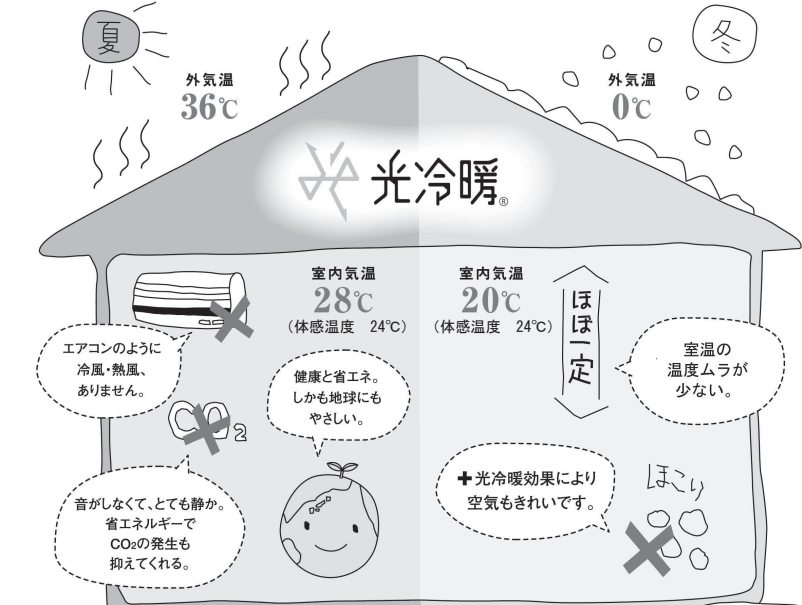 夏
冬
外気温
36℃
外気温
0℃
光冷暖®
室内気温
28℃
(体感温度 24℃)
室内気温
20℃
(体感温度 24℃)
ほぼ一定
エアコンのように
冷風・熱風、
ありません。
健康と省エネ。
しかも地球にも
やさしい。
室温の
温度ムラが
少ない。
CO2
音がしなくて、とても静か。
省エネルギーで
CO2の発生も
抑えてくれる。
+光冷暖効果により
空気もきれいです。
ほこり